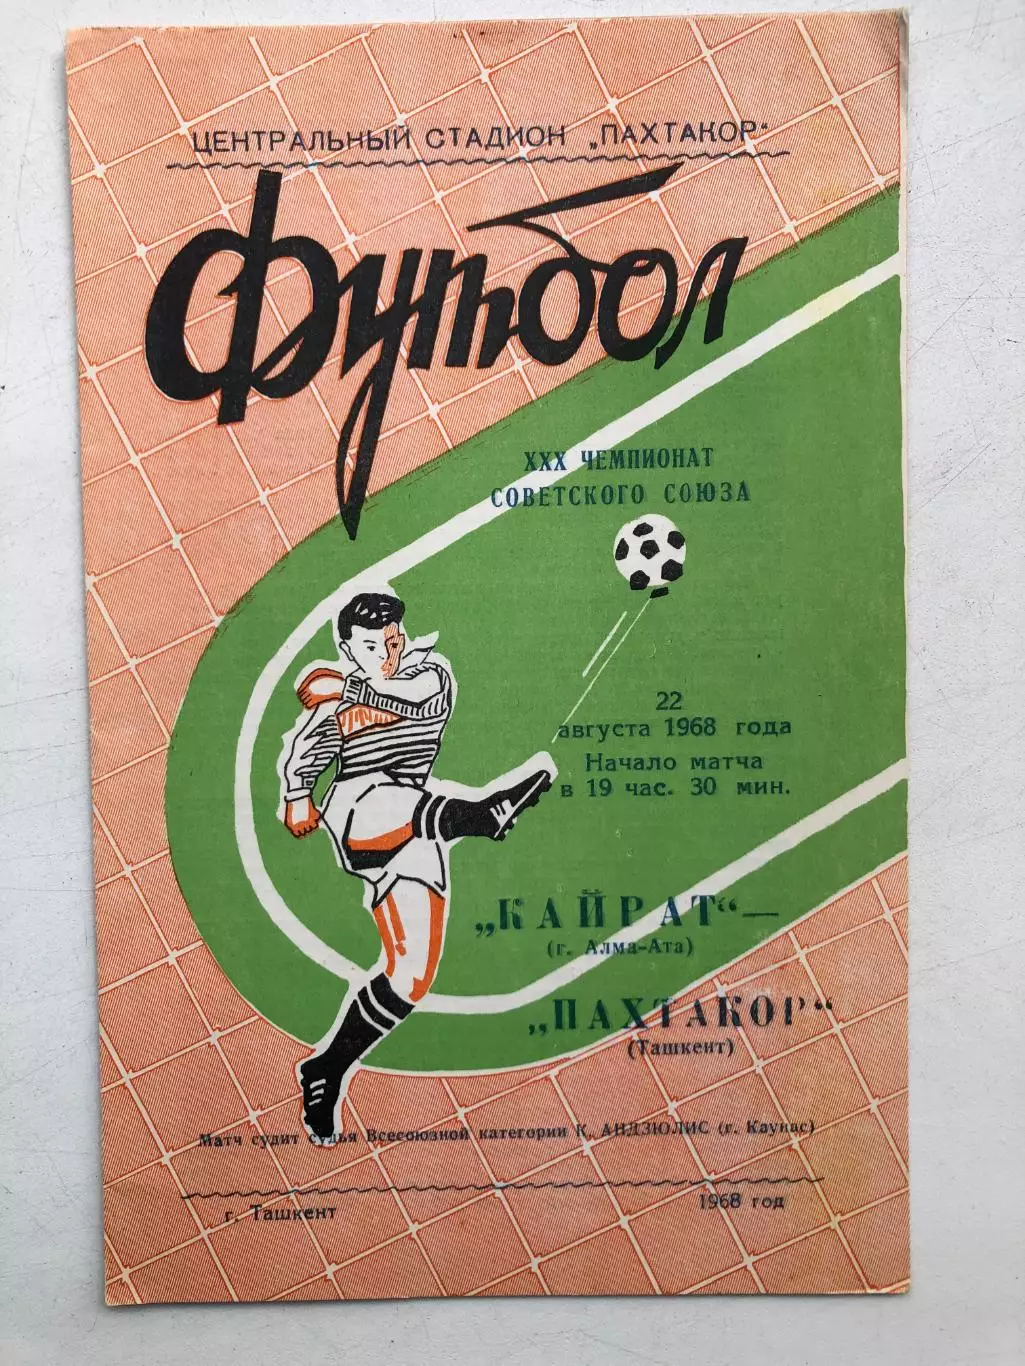 ЦЕНТРАЛЬНЫЙ СТАДИОН „ПАХТАКОР“
Футбол
XXX ЧЕМПИОНАТ
СОВЕТСКОГО СОЮЗА
22
августа 1968 года
Начало матча
в 19 час. 30 мин.
„КАЙРАТ“—
(г. Алма-Ата)
„ПАХТАКОР“
(Ташкент)
Матч судит судья Всесоюзной категории К. АНДЗЮЛИС (г. Каунас)
г. Ташкент
1968 год